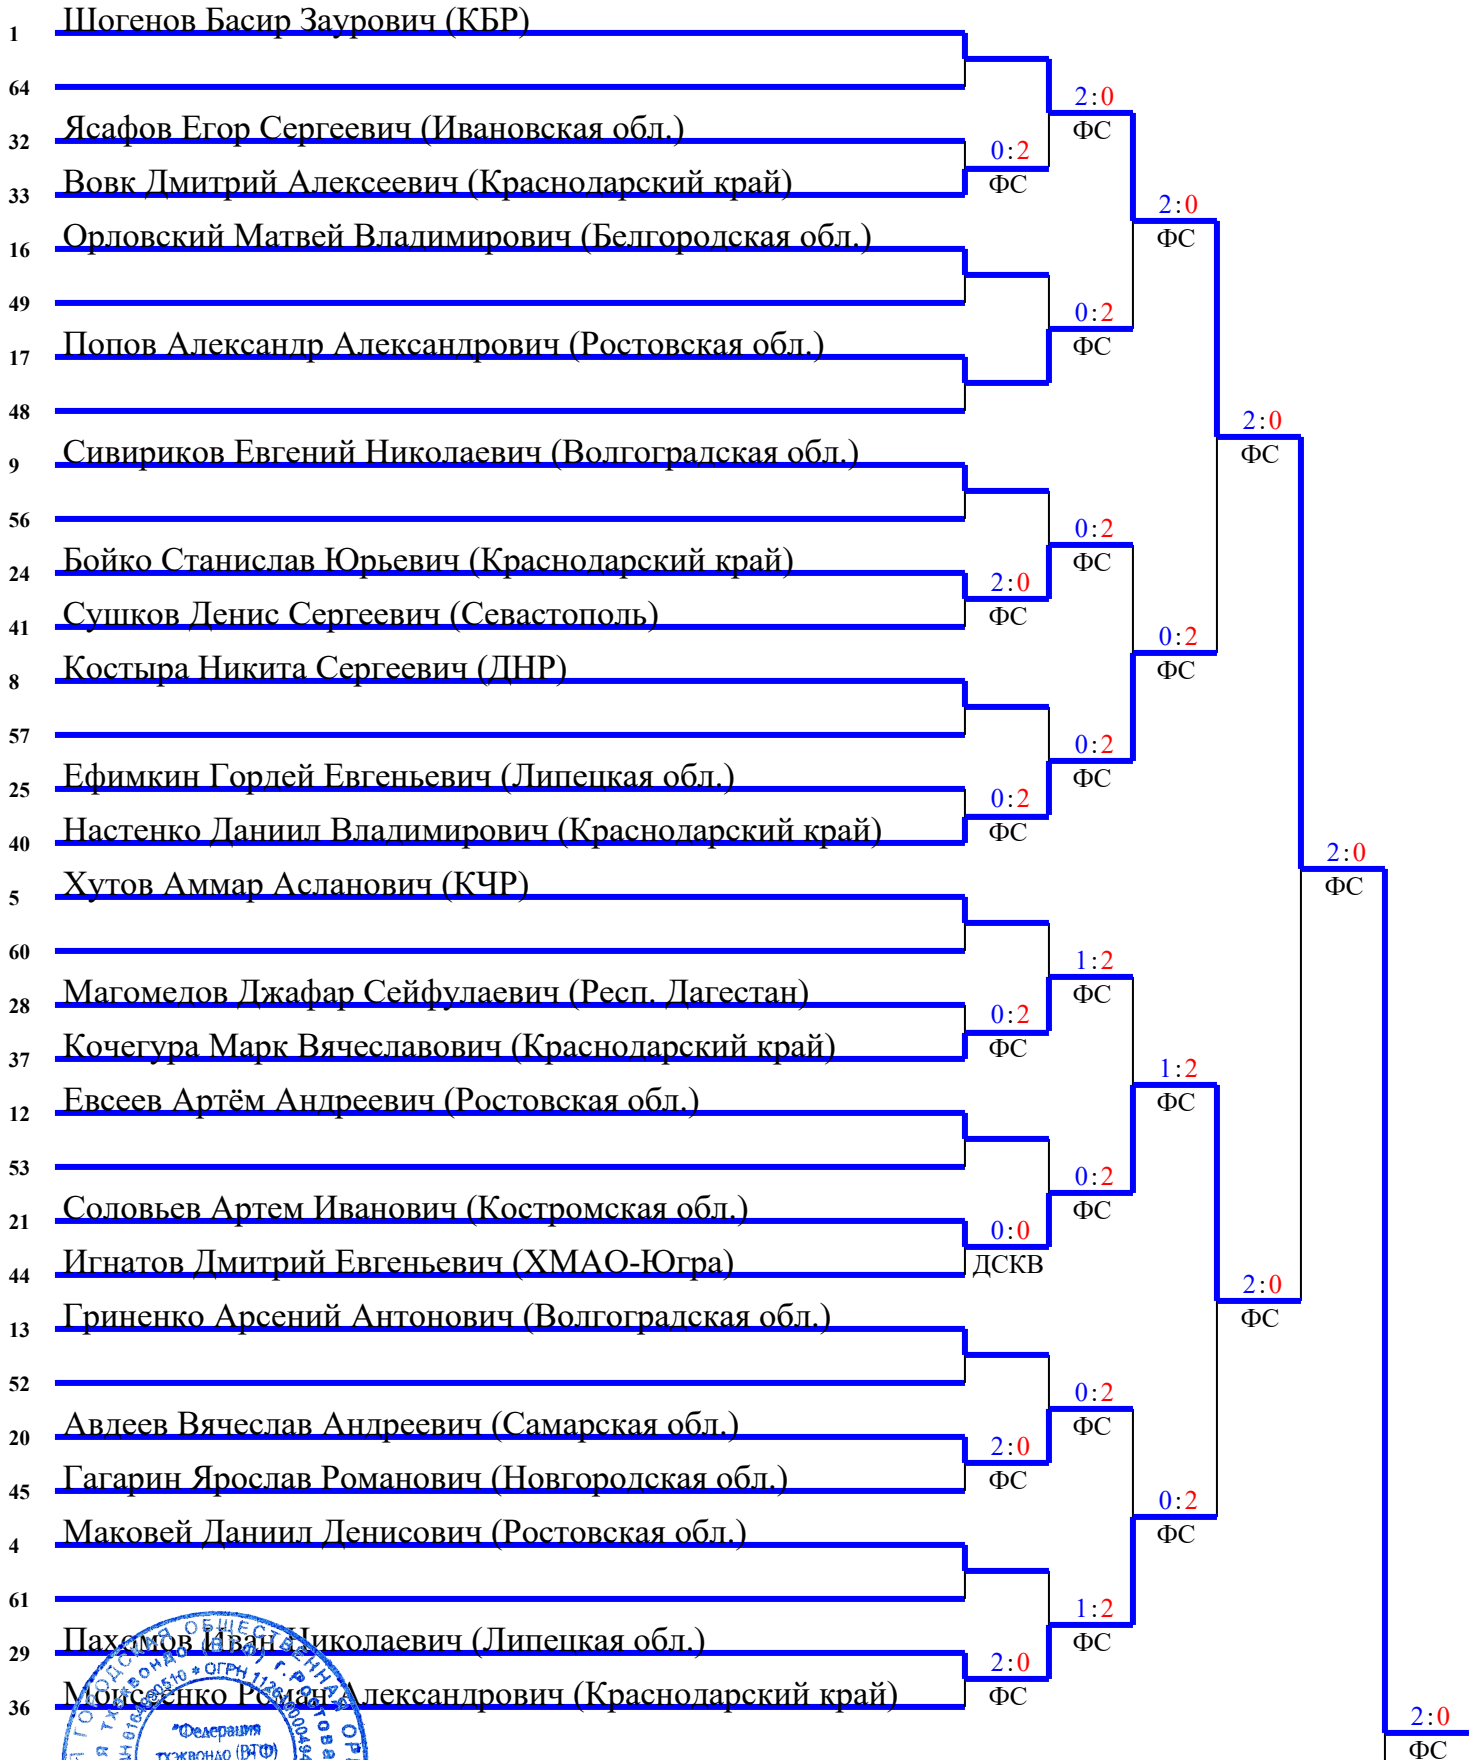 1 Шогенов Басир Заурович (КБР)
64
2:0
ФС
32 Ясафов Егор Сергеевич (Ивановская обл.)
0:2
ФС
33 Вовк Дмитрий Алексеевич (Краснодарский край)
2:0
ФС
16 Орловский Матвей Владимирович (Белгородская обл.)
49
0:2
ФС
17 Попов Александр Александрович (Ростовская обл.)
48
2:0
ФС
9 Сивириков Евгений Николаевич (Волгоградская обл.)
56
0:2
ФС
24 Бойко Станислав Юрьевич (Краснодарский край)
2:0
ФС
41 Сушков Денис Сергеевич (Севастополь)
0:2
ФС
8 Костыра Никита Сергеевич (ДНР)
57
0:2
ФС
25 Ефимкин Гордей Евгеньевич (Липецкая обл.)
0:2
ФС
40 Настенко Даниил Владимирович (Краснодарский край)
2:0
ФС
5 Хутов Аммар Асланович (КЧР)
60
1:2
ФС
28 Магомедов Джафар Сейфулаевич (Респ. Дагестан)
0:2
ФС
37 Кочегура Марк Вячеславович (Краснодарский край)
1:2
ФС
12 Евсеев Артём Андреевич (Ростовская обл.)
53
0:2
ФС
21 Соловьев Артем Иванович (Костромская обл.)
0:0
ДСКВ
44 Игнатов Дмитрий Евгеньевич (ХМАО-Югра)
2:0
ФС
13 Гриненко Арсений Антонович (Волгоградская обл.)
52
0:2
ФС
20 Авдеев Вячеслав Андреевич (Самарская обл.)
2:0
ФС
45 Гагарин Ярослав Романович (Новгородская обл.)
0:2
ФС
4 Маковей Даниил Денисович (Ростовская обл.)
61
1:2
ФС
29 Пахомов Иван Николаевич (Липецкая обл.)
2:0
ФС
36 Моисеенко Роман Александрович (Краснодарский край)
2:0
ФС
"Федерация
тхэквондо (ВТФ)